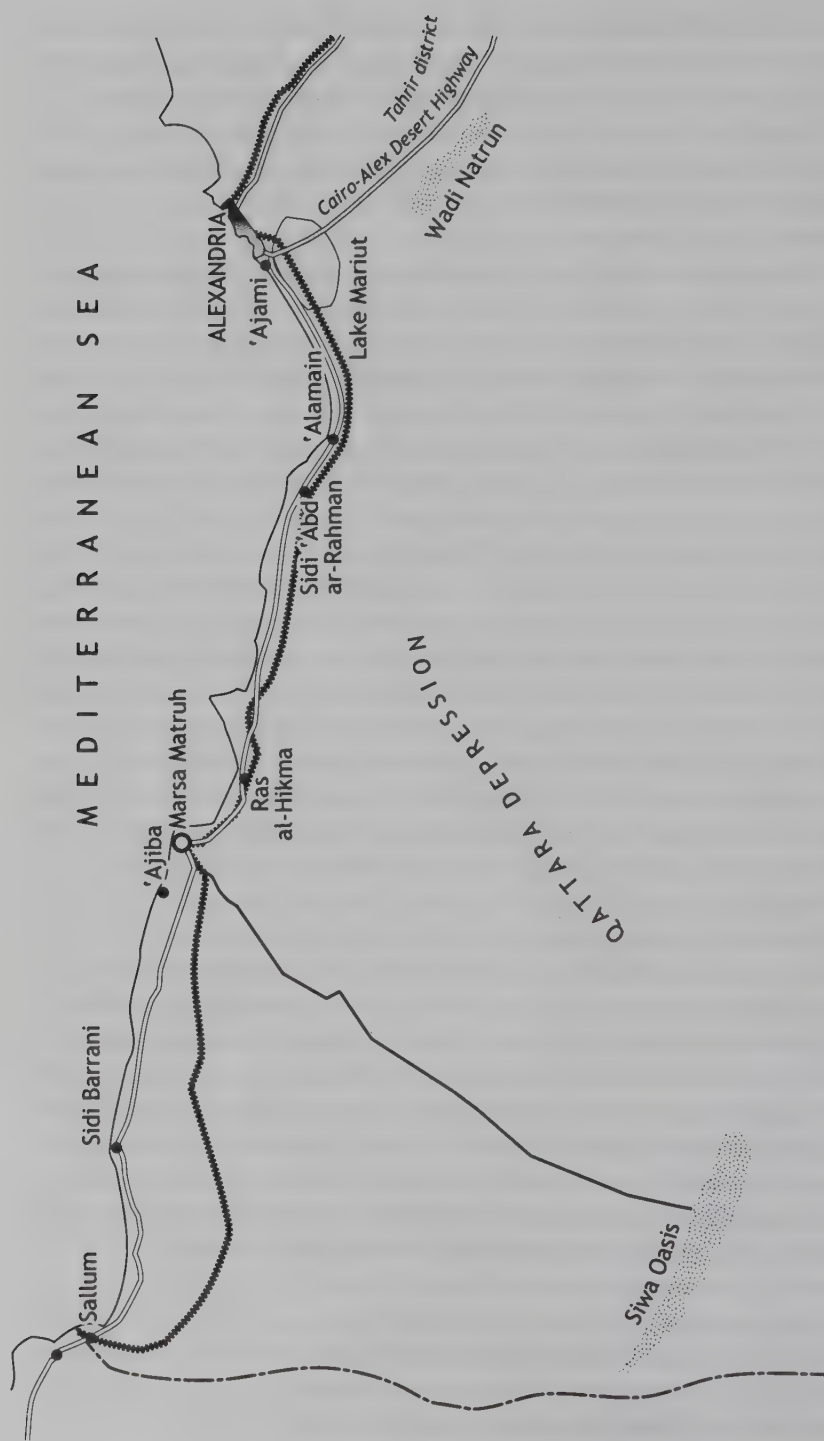 MEDITERRANEAN SEA
Sallum
Sidi Barrani
'Ajiba
Marsa Matruh
Ras
al-Hikma
Sidi 'Abd
ar-Rahman
'Alamain
'Ajami
ALEXANDRIA
Lake Mariut
Cairo-Alex Desert Highway
Tahrir district
Wadi Natrun
QATTARA DEPRESSION
Siwa Oasis